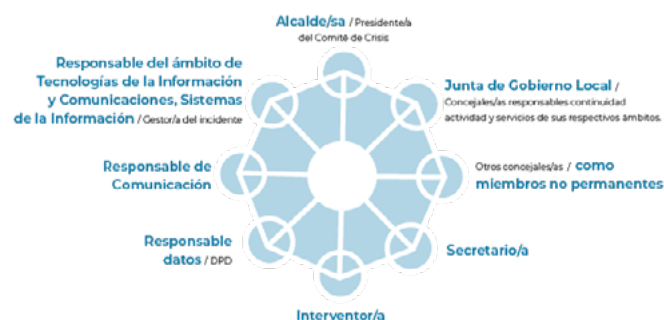 Alcalde/sa / Presidente/a
del Comité de Crisis
Responsable del ámbito de
Tecnologías de la Información
y Comunicaciones, Sistemas
de la Información / Gestor/a del incidente
Junta de Gobierno Local /
Concejales/as responsables continuidad
actividad y servicios de sus respectivos ámbitos.
Responsable de
Comunicación
Otros concejales/as / como
miembros no permanentes
Responsable
datos / DPD
Secretario/a
Interventor/a